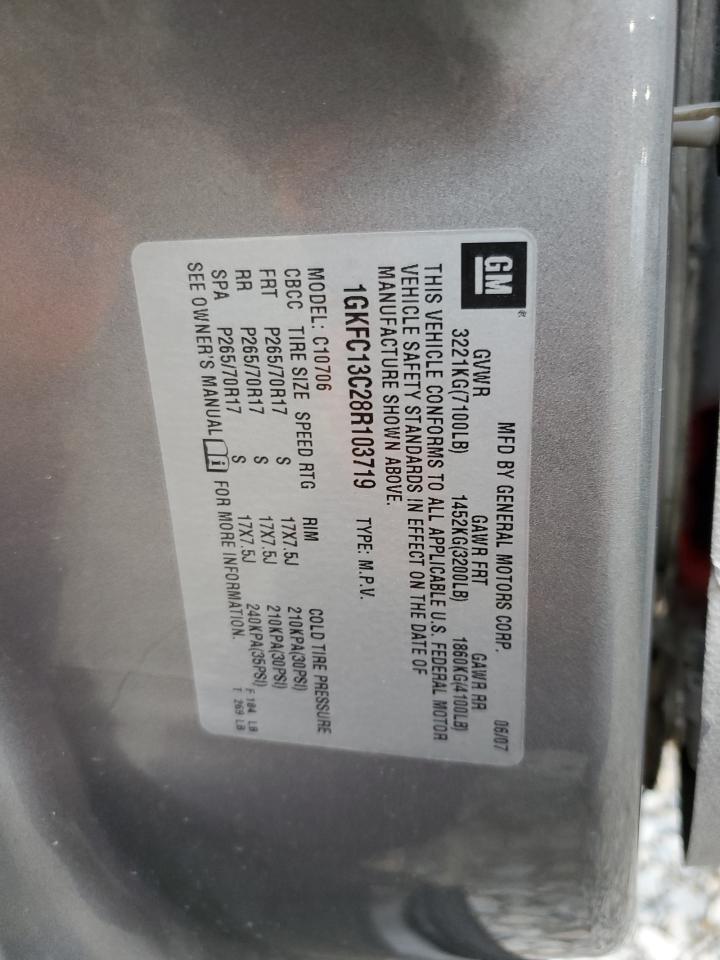 GM®
MFD BY GENERAL MOTORS CORP. 06/07
GVWR GAWR FRT GAWR RR
3221KG(7100LB) 1452KG(3200LB) 1860KG(4100LB)
THIS VEHICLE CONFORMS TO ALL APPLICABLE U.S. FEDERAL MOTOR
VEHICLE SAFETY STANDARDS IN EFFECT ON THE DATE OF
MANUFACTURE SHOWN ABOVE.
1GKFC13C28R103719 TYPE: M.P.V.
MODEL: C10706
CBCC TIRE SIZE SPEED RTG RIM COLD TIRE PRESSURE
FRT P265/70R17 S 17X7.5J 210KPA(30PSI)
RR P265/70R17 S 17X7.5J 210KPA(30PSI)
SPA P265/70R17 S 17X7.5J 240KPA(35PSI)
SEE OWNER'S MANUAL i FOR MORE INFORMATION.
F 184 LB
T 269 LB